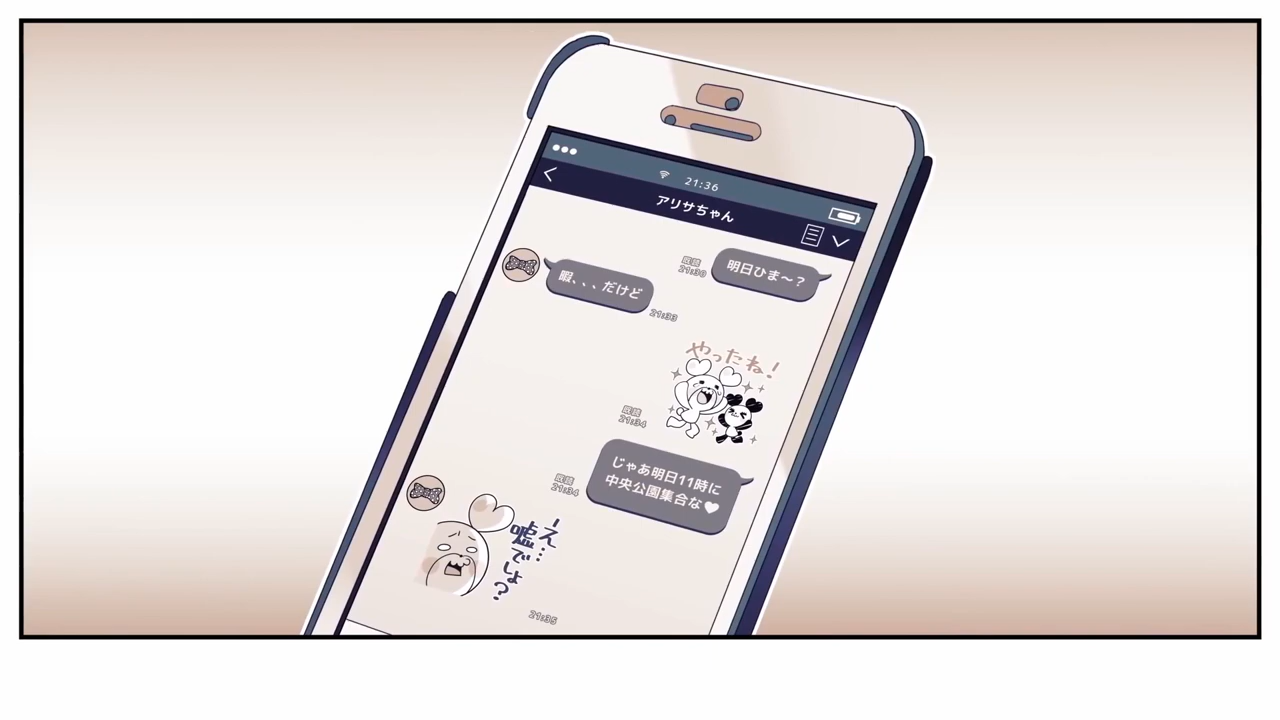 21:36
アリサちゃん
明日ひま～？
既読
21:30
暇、、、だけど
21:33
やったね！
既読
21:34
じゃあ明日11時に
中央公園集合な♥
既読
21:34
え…
嘘でしょ？
21:35